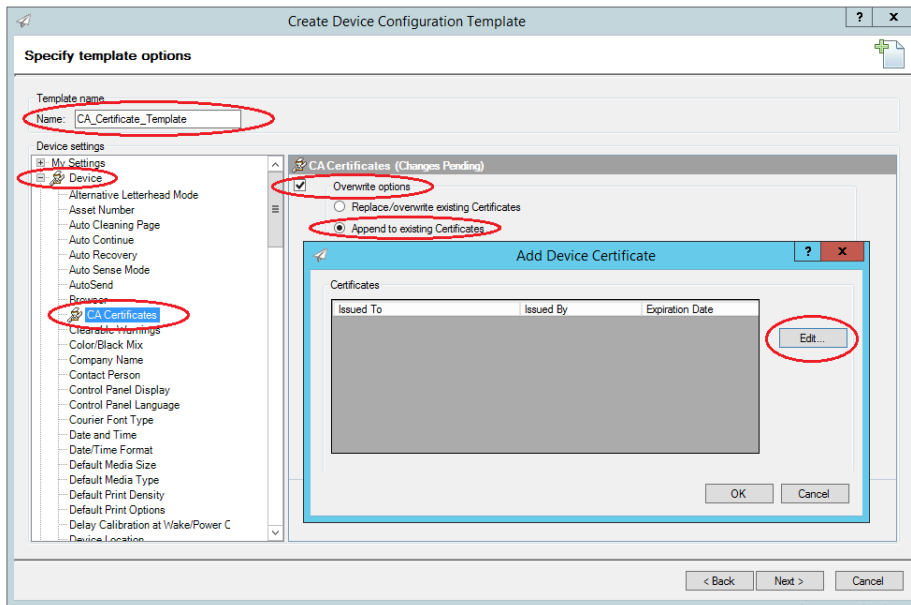 Create Device Configuration Template
? x
Specify template options
Template name
Name: CA_Certificate_Template
Device settings
My Settings
Device
Alternative Letterhead Mode
Asset Number
Auto Cleaning Page
Auto Continue
Auto Recovery
Auto Sense Mode
AutoSend
Browser
CA Certificates
Clearable Warnings
Color/Black Mix
Company Name
Contact Person
Control Panel Display
Control Panel Language
Courier Font Type
Date and Time
Date/Time Format
Default Media Size
Default Media Type
Default Print Density
Default Print Options
Delay Calibration at Wake/Power C
Device Location
CA Certificates (Changes Pending)
Overwrite options
Replace/overwrite existing Certificates
Append to existing Certificates
Add Device Certificate
? x
Certificates
Issued To Issued By Expiration Date
Edit...
OK Cancel
< Back Next > Cancel